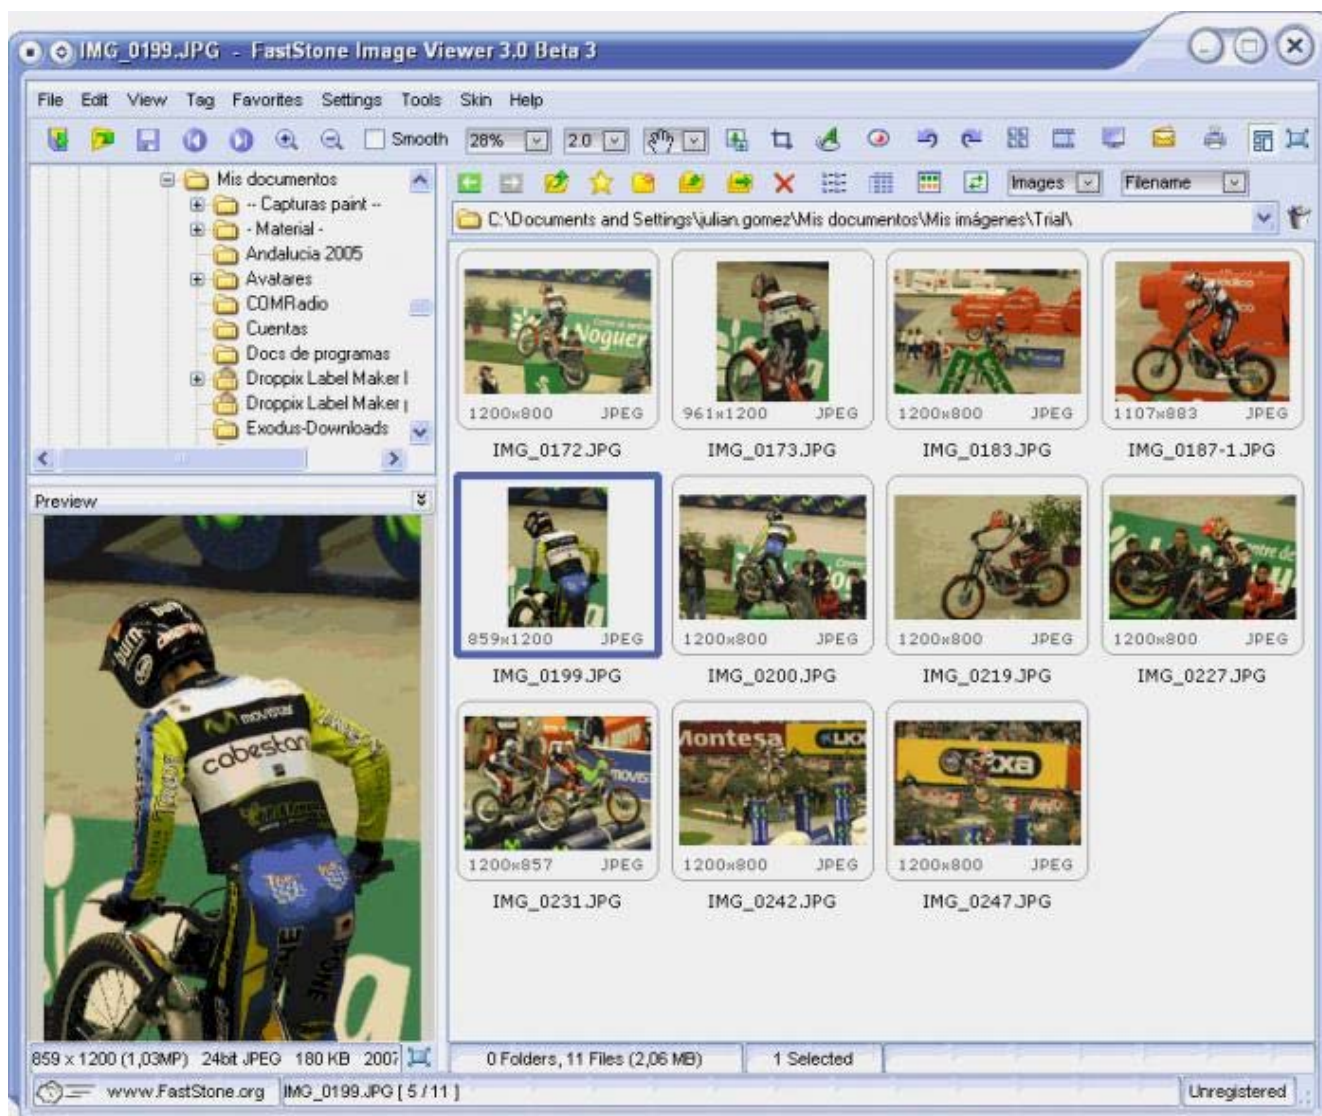 IMG_0199.JPG - FastStone Image Viewer 3.0 Beta 3
File Edit View Tag Favorites Settings Tools Skin Help
Smooth 28% 2.0
Mis documentos
-- Capturas paint --
- Material -
Andalucia 2005
Avatares
COMRadio
Cuentas
Docs de programas
Droppix Label Maker
Droppix Label Maker
Exodus-Downloads
Images Filename
C:\Documents and Settings\julian.gomez\Mis documentos\Mis imágenes\Trial\
Noguer
1200x800 JPEG
IMG_0172.JPG
961x1200 JPEG
IMG_0173.JPG
1200x800 JPEG
IMG_0183.JPG
1107x883 JPEG
IMG_0187-1.JPG
859x1200 JPEG
IMG_0199.JPG
1200x800 JPEG
IMG_0200.JPG
1200x800 JPEG
IMG_0219.JPG
1200x800 JPEG
IMG_0227.JPG
1200x857 JPEG
IMG_0231.JPG
Montesa
1200x800 JPEG
IMG_0242.JPG
1200x800 JPEG
IMG_0247.JPG
Preview
burn
movistar
cabestan
859 x 1200 (1,03MP) 24bit JPEG 180 KB 2007
0 Folders, 11 Files (2,06 MB) 1 Selected
www.FastStone.org IMG_0199.JPG [ 5 / 11 ] Unregistered